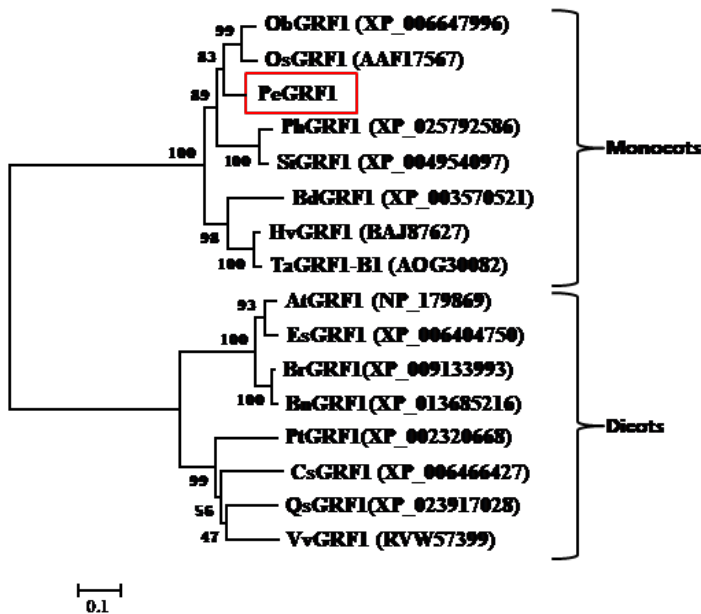 ObGRF1 (XP_006647996)
99
OsGRF1 (AAF17567)
83
PeGRF1
89
PhGRF1 (XP_025792586)
100
Monocots
100
SiGRF1 (XP_004954097)
BdGRF1 (XP_003570521)
HvGRF1 (BAJ87627)
98
100
TaGRF1-B1 (AOG30082)
AtGRF1 (NP_179869)
93
EsGRF1 (XP_006404750)
100
BrGRF1(XP_009133993)
100
BnGRF1(XP_013685216)
Dicots
PtGRF1(XP_002320668)
CsGRF1 (XP_006466427)
99
QsGRF1(XP_023917028)
56
VvGRF1 (RVW57399)
47
0.1